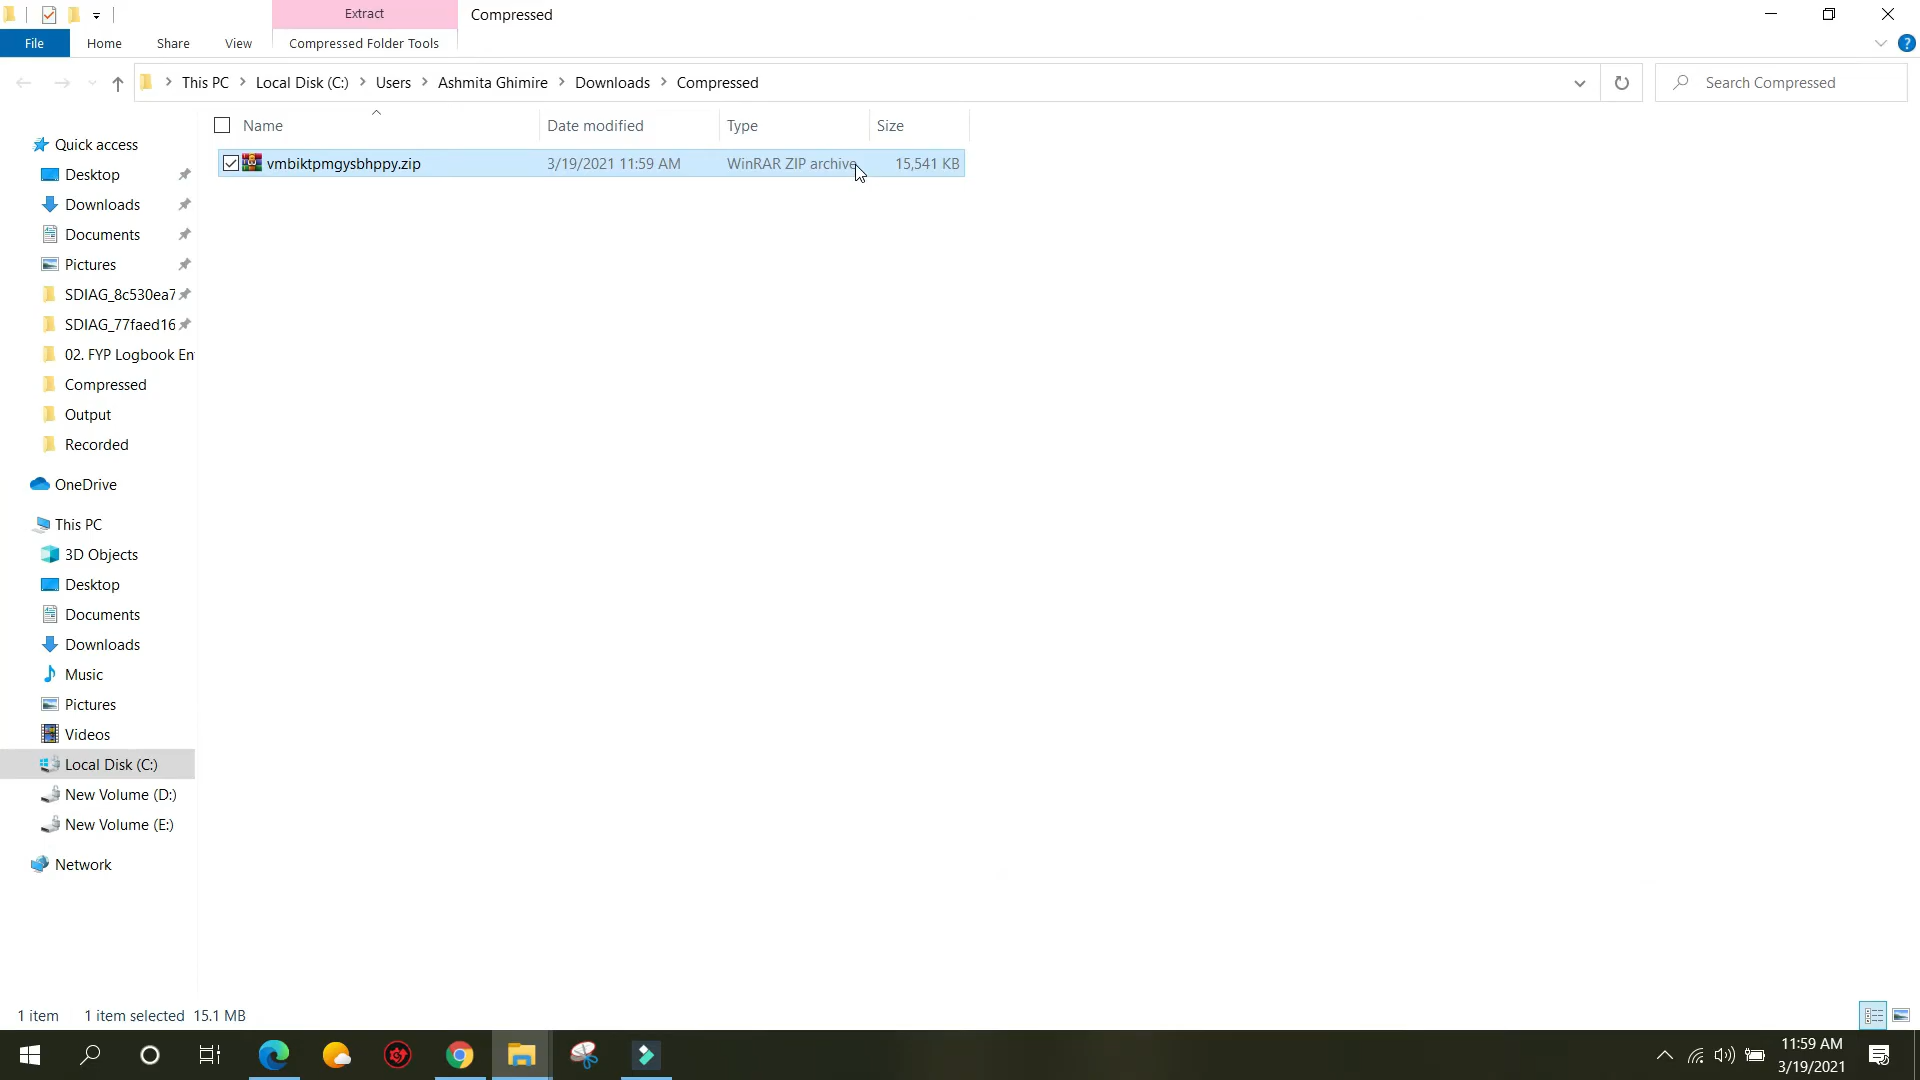 Extract
Compressed
File
Home
Share
View
Compressed Folder Tools
This PC
Local Disk (C:)
Users
Ashmita Ghimire
Downloads
Compressed
Search Compressed
Name
Date modified
Type
Size
vmbiktpmgysbhppy.zip
3/19/2021 11:59 AM
WinRAR ZIP archive
15,541 KB
Quick access
Desktop
Downloads
Documents
Pictures
SDIAG_8c530ea7
SDIAG_77faed16
02. FYP Logbook En
Compressed
Output
Recorded
OneDrive
This PC
3D Objects
Desktop
Documents
Downloads
Music
Pictures
Videos
Local Disk (C:)
New Volume (D:)
New Volume (E:)
Network
1 item
1 item selected 15.1 MB
11:59 AM
3/19/2021